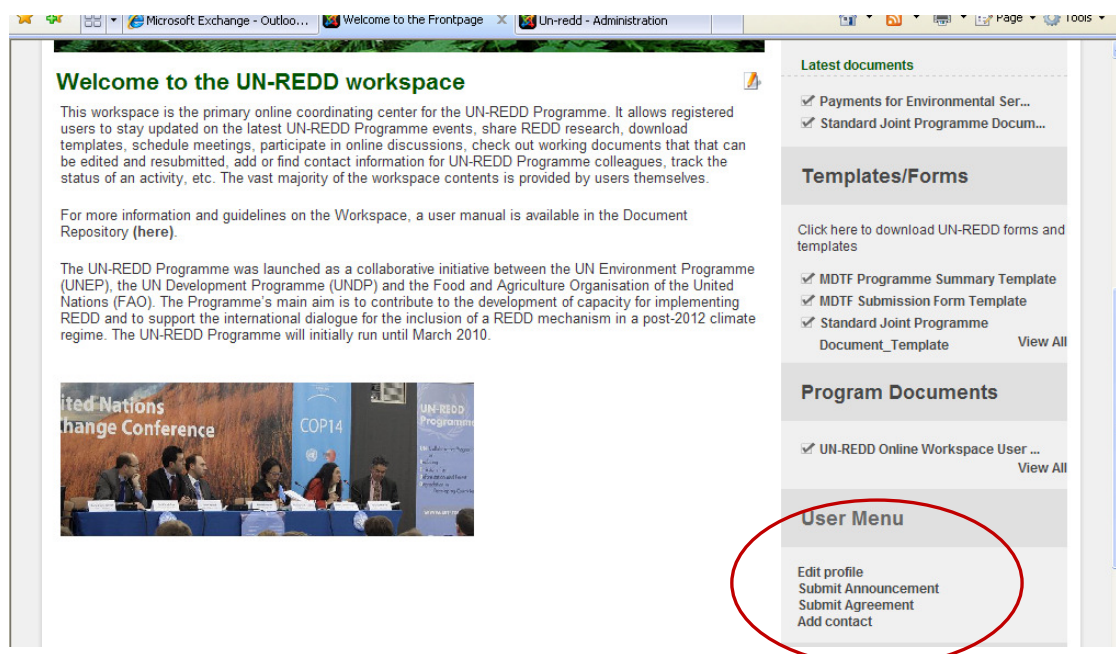 Microsoft Exchange - Outloo...
Welcome to the Frontpage
Un-redd - Administration
Page
Tools
Welcome to the UN-REDD workspace
This workspace is the primary online coordinating center for the UN-REDD Programme. It allows registered
users to stay updated on the latest UN-REDD Programme events, share REDD research, download
templates, schedule meetings, participate in online discussions, check out working documents that that can
be edited and resubmitted, add or find contact information for UN-REDD Programme colleagues, track the
status of an activity, etc. The vast majority of the workspace contents is provided by users themselves.
For more information and guidelines on the Workspace, a user manual is available in the Document
Repository (here).
The UN-REDD Programme was launched as a collaborative initiative between the UN Environment Programme
(UNEP), the UN Development Programme (UNDP) and the Food and Agriculture Organisation of the United
Nations (FAO). The Programme's main aim is to contribute to the development of capacity for implementing
REDD and to support the international dialogue for the inclusion of a REDD mechanism in a post-2012 climate
regime. The UN-REDD Programme will initially run until March 2010.
ited Nations
hange Conference
COP14
UN-REDD
Programme
Latest documents
Payments for Environmental Ser...
Standard Joint Programme Docum...
Templates/Forms
Click here to download UN-REDD forms and
templates
MDTF Programme Summary Template
MDTF Submission Form Template
Standard Joint Programme
Document_Template
View All
Program Documents
UN-REDD Online Workspace User ...
View All
User Menu
Edit profile
Submit Announcement
Submit Agreement
Add contact